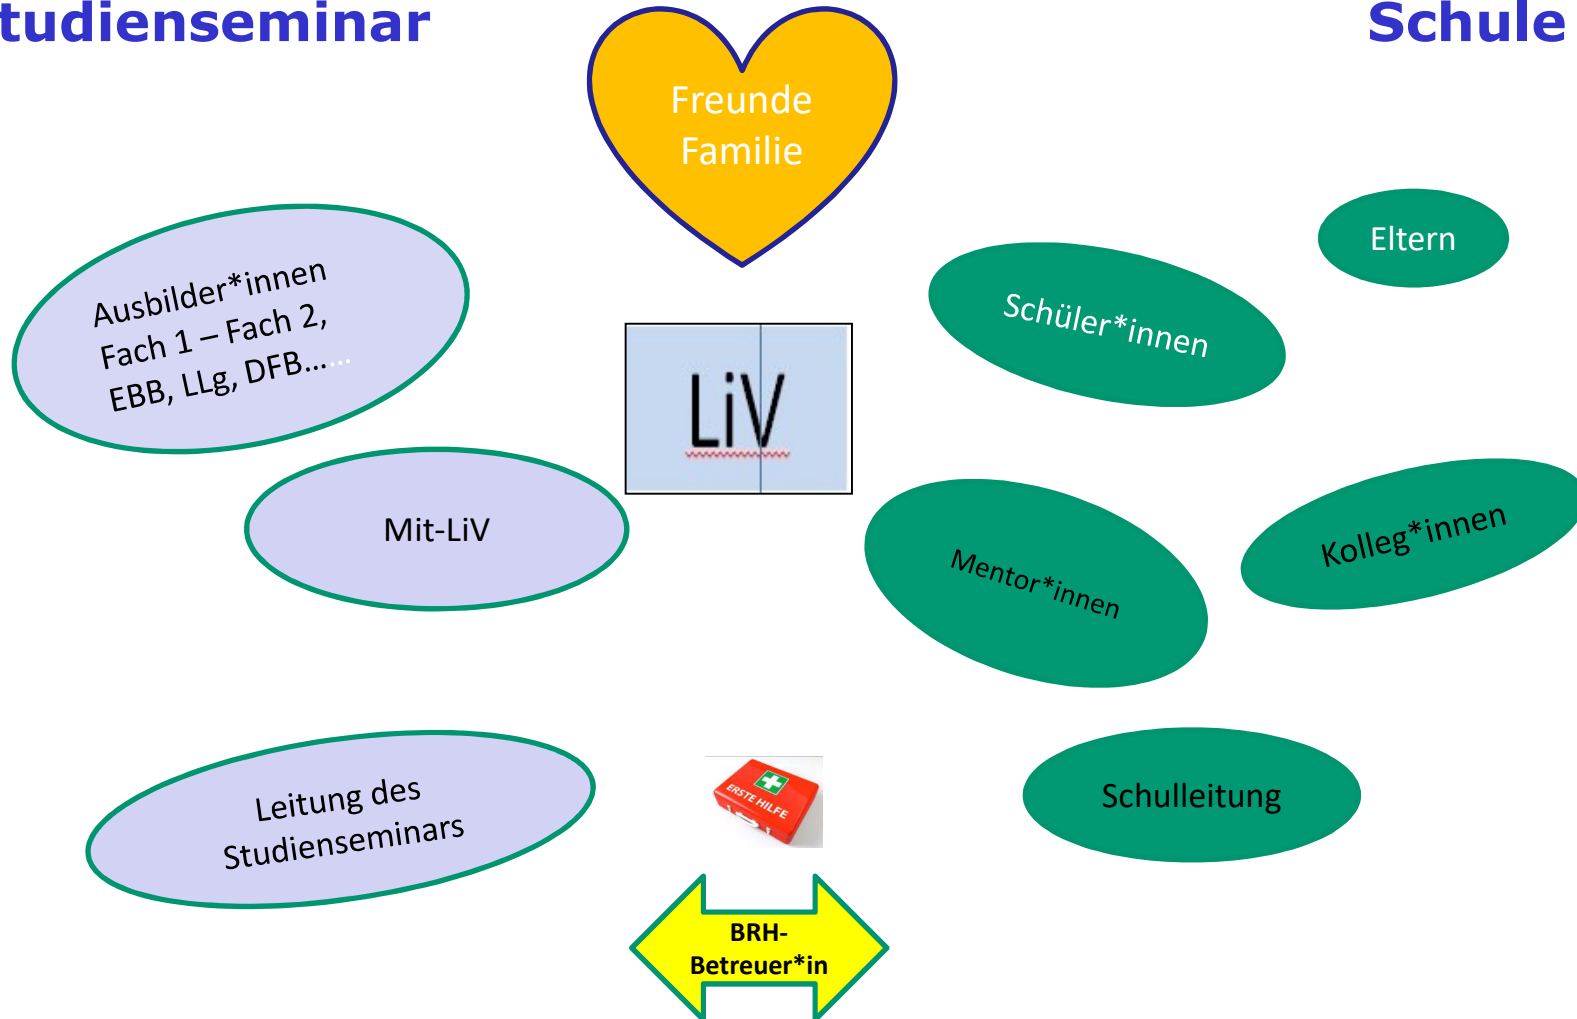 tudienseminar
Schule
Freunde
Familie
Eltern
Ausbilder*innen
Fach 1 – Fach 2,
EBB, LLg, DFB......
Schüler*innen
LiV
Mit-LiV
Mentor*innen
Kolleg*innen
Leitung des
Studienseminars
ERSTE HILFE
Schulleitung
BRH-
Betreuer*in